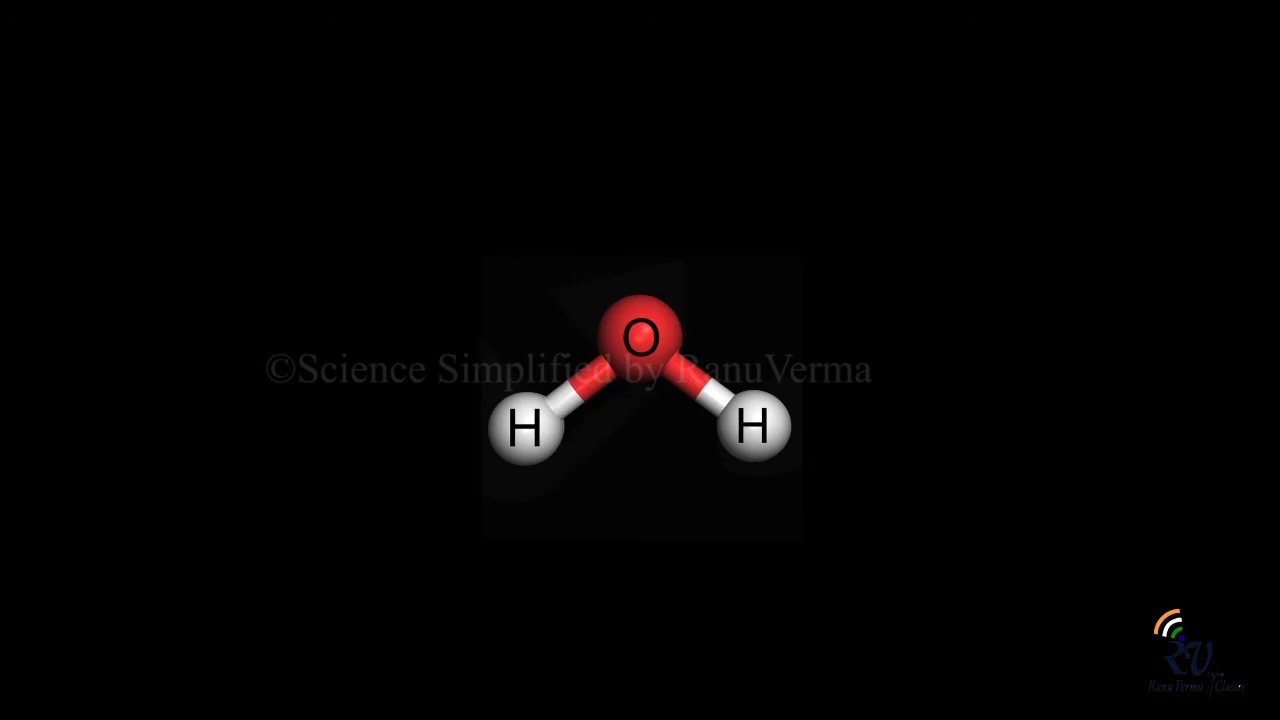 O
©Science Simplified by RanuVerma
H H
RV
Ranu Verma Classes